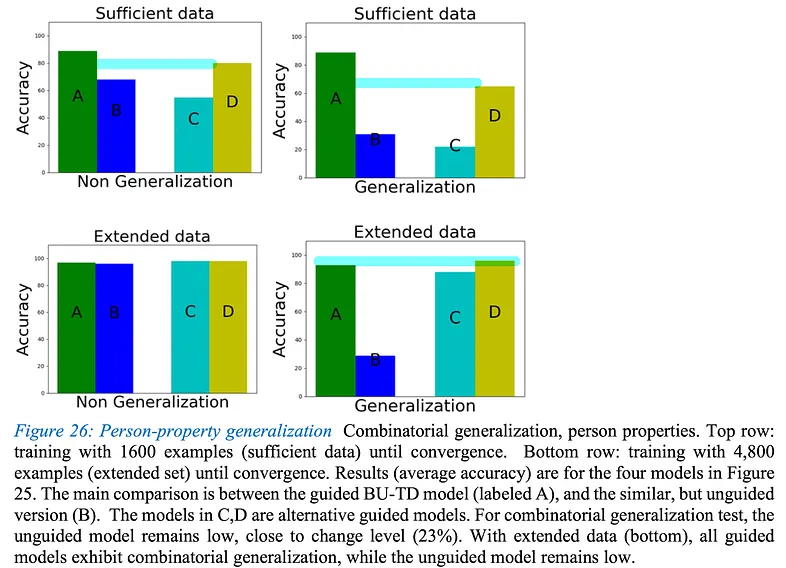 Sufficient data
100
80
60
40
20
0
Accuracy
A
B
C
D
Non Generalization
Sufficient data
100
80
60
40
20
0
Accuracy
A
B
C
D
Generalization
Extended data
100
80
60
40
20
0
Accuracy
A
B
C
D
Non Generalization
Extended data
100
80
60
40
20
0
Accuracy
A
B
C
D
Generalization
Figure 26: Person-property generalization Combinatorial generalization, person properties. Top row:
training with 1600 examples (sufficient data) until convergence. Bottom row: training with 4,800
examples (extended set) until convergence. Results (average accuracy) are for the four models in Figure
25. The main comparison is between the guided BU-TD model (labeled A), and the similar, but unguided
version (B). The models in C,D are alternative guided models. For combinatorial generalization test, the
unguided model remains low, close to change level (23%). With extended data (bottom), all guided
models exhibit combinatorial generalization, while the unguided model remains low.